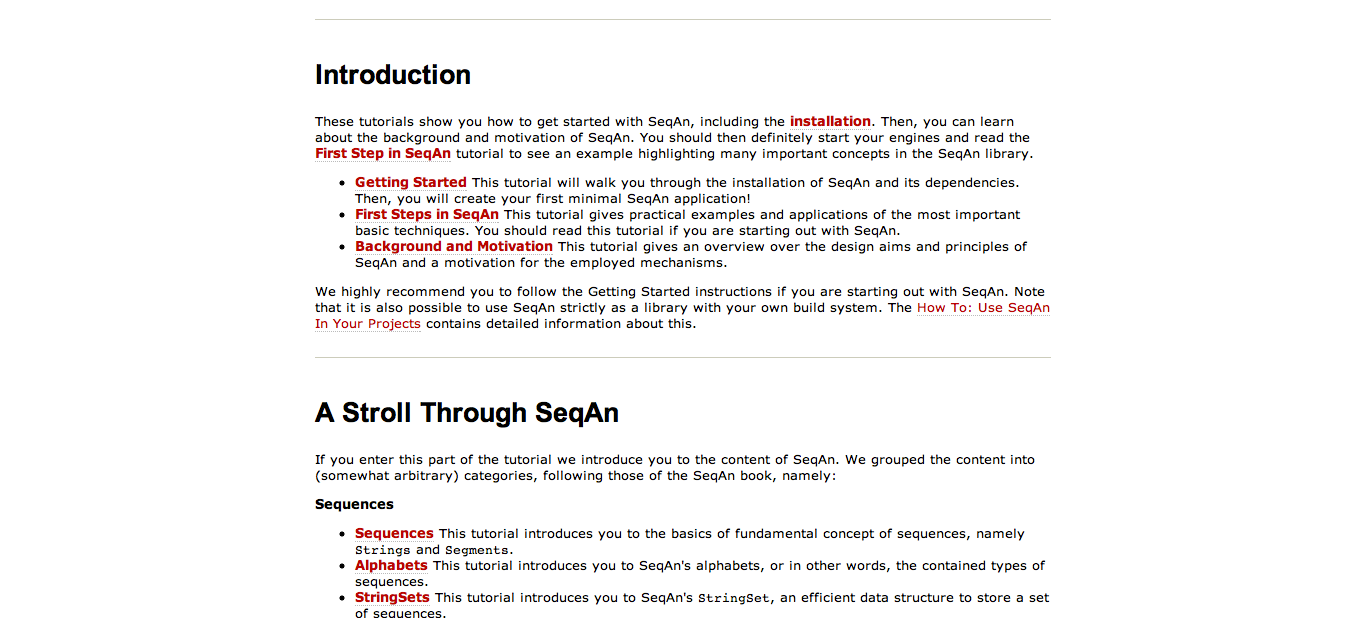 Introduction
These tutorials show you how to get started with SeqAn, including the installation. Then, you can learn
about the background and motivation of SeqAn. You should then definitely start your engines and read the
First Step in SeqAn tutorial to see an example highlighting many important concepts in the SeqAn library.
Getting Started This tutorial will walk you through the installation of SeqAn and its dependencies.
Then, you will create your first minimal SeqAn application!
First Steps in SeqAn This tutorial gives practical examples and applications of the most important
basic techniques. You should read this tutorial if you are starting out with SeqAn.
Background and Motivation This tutorial gives an overview over the design aims and principles of
SeqAn and a motivation for the employed mechanisms.
We highly recommend you to follow the Getting Started instructions if you are starting out with SeqAn. Note
that it is also possible to use SeqAn strictly as a library with your own build system. The How To: Use SeqAn
In Your Projects contains detailed information about this.
A Stroll Through SeqAn
If you enter this part of the tutorial we introduce you to the content of SeqAn. We grouped the content into
(somewhat arbitrary) categories, following those of the SeqAn book, namely:
Sequences
Sequences This tutorial introduces you to the basics of fundamental concept of sequences, namely
Strings and Segments.
Alphabets This tutorial introduces you to SeqAn's alphabets, or in other words, the contained types of
sequences.
StringSets This tutorial introduces you to SeqAn's StringSet, an efficient data structure to store a set
of sequences.